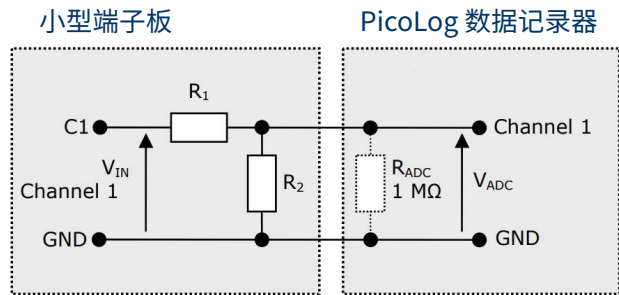 小型端子板
PicoLog 数据记录器
R1
C1
Channel 1
VIN
Channel 1
R2
RADC
1 MΩ
VADC
GND
GND